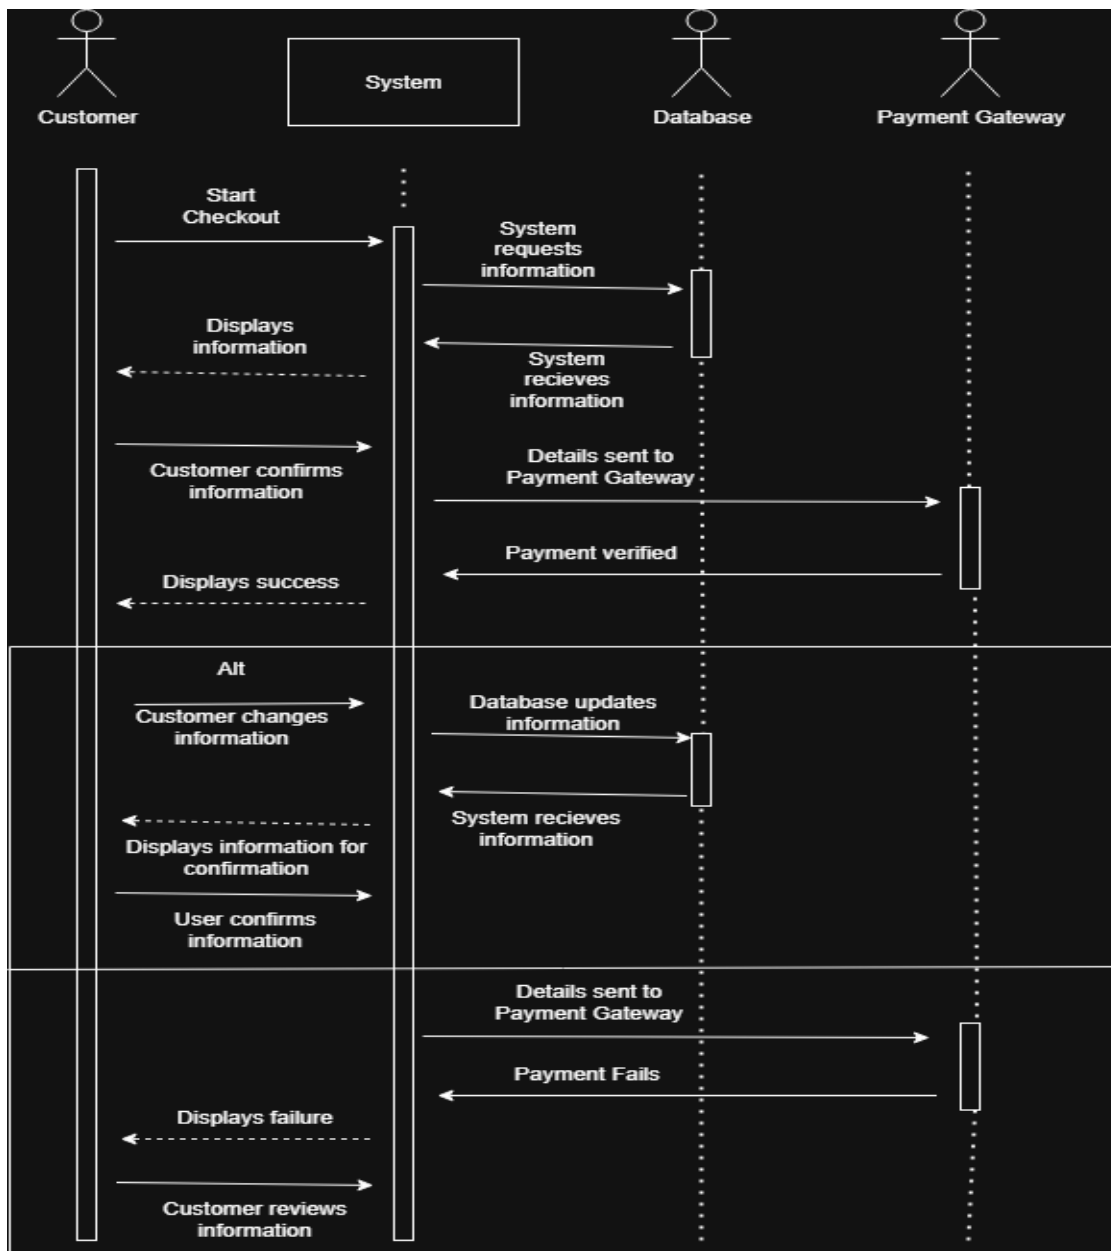 System
Customer
Database
Payment Gateway
Start
Checkout
System
requests
information
Displays
information
System
recieves
information
Customer confirms
information
Details sent to
Payment Gateway
Payment verified
Displays success
Alt
Customer changes
information
Database updates
information
System recieves
information
Displays information for
confirmation
User confirms
information
Details sent to
Payment Gateway
Payment Fails
Displays failure
Customer reviews
information